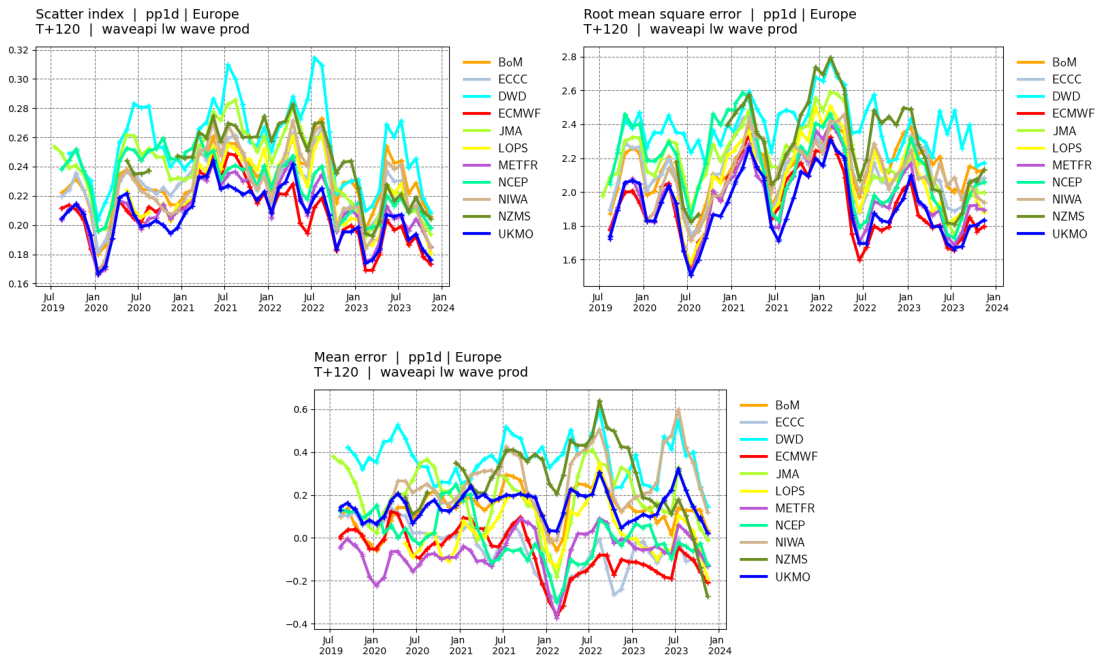 Scatter index | pp1d | Europe
T+120 | waveapi lw wave prod
0.32
0.30
0.28
0.26
0.24
0.22
0.20
0.18
0.16
Jul 2019
Jan 2020
Jul 2020
Jan 2021
Jul 2021
Jan 2022
Jul 2022
Jan 2023
Jul 2023
Jan 2024
BoM
ECCC
DWD
ECMWF
JMA
LOPS
METFR
NCEP
NIWA
NZMS
UKMO
Root mean square error | pp1d | Europe
T+120 | waveapi lw wave prod
2.8
2.6
2.4
2.2
2.0
1.8
1.6
Jul 2019
Jan 2020
Jul 2020
Jan 2021
Jul 2021
Jan 2022
Jul 2022
Jan 2023
Jul 2023
Jan 2024
BoM
ECCC
DWD
ECMWF
JMA
LOPS
METFR
NCEP
NIWA
NZMS
UKMO
Mean error | pp1d | Europe
T+120 | waveapi lw wave prod
0.6
0.4
0.2
0.0
−0.2
−0.4
Jul 2019
Jan 2020
Jul 2020
Jan 2021
Jul 2021
Jan 2022
Jul 2022
Jan 2023
Jul 2023
Jan 2024
BoM
ECCC
DWD
ECMWF
JMA
LOPS
METFR
NCEP
NIWA
NZMS
UKMO